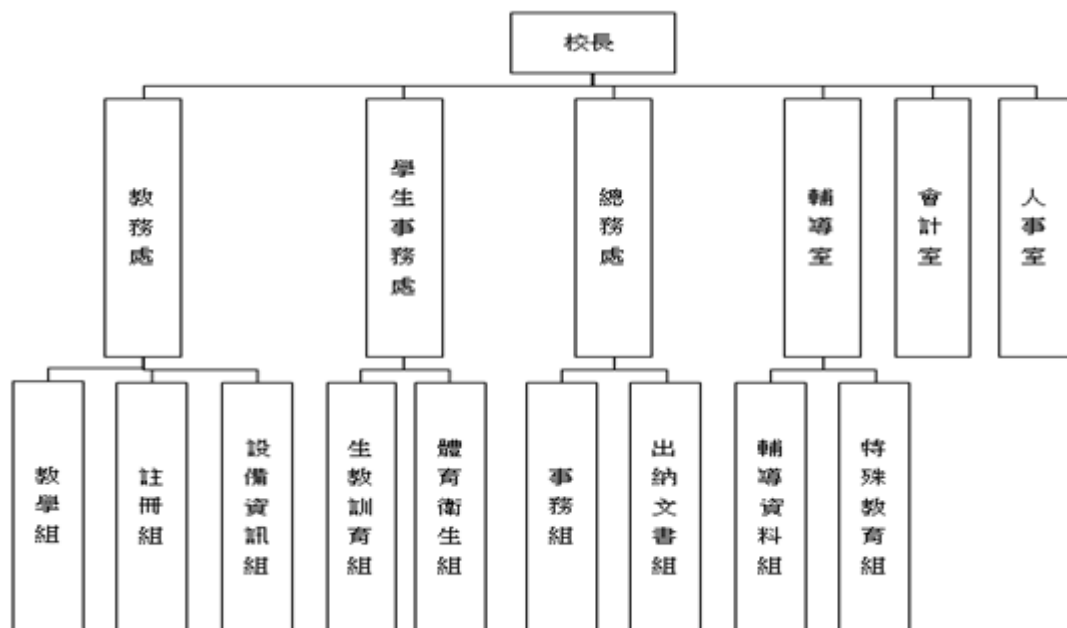 校長
教務處
學生事務處
總務處
輔導室
會計室
人事室
教學組
註冊組
設備資訊組
生教訓育組
體育衛生組
事務組
出納文書組
輔導資料組
特殊教育組